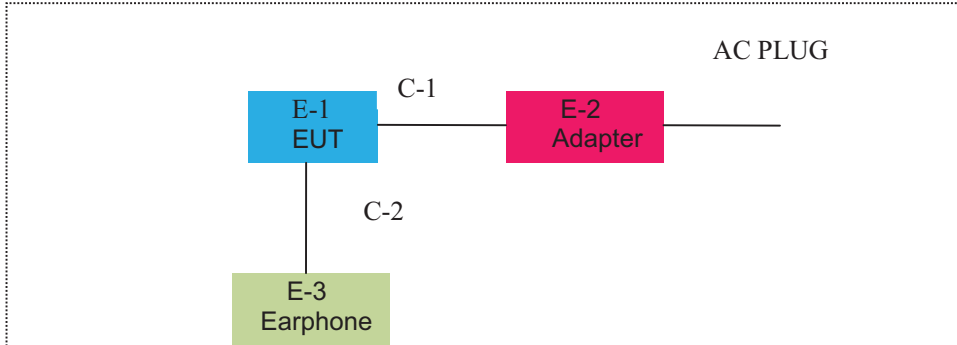 AC PLUG
C-1
E-1
EUT
E-2
Adapter
C-2
E-3
Earphone